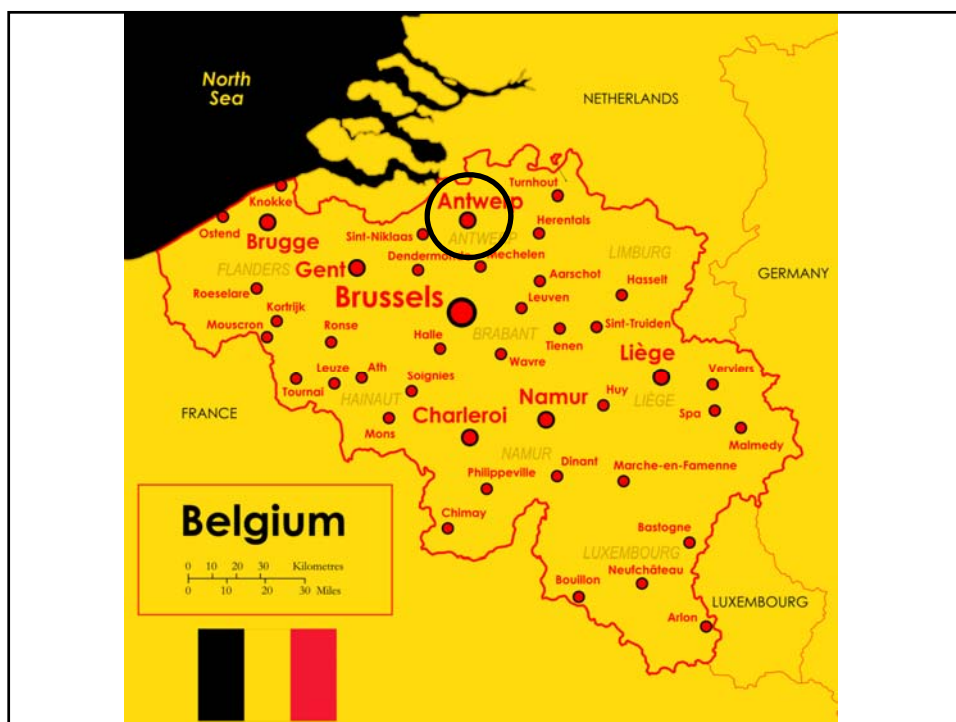 North
Sea
NETHERLANDS
Knokke
Turnhout
Antwerp
Ostend
Brugge
Sint-Niklaas
ANTWERP
Herentals
LIMBURG
FLANDERS
Gent
Dendermonde
Mechelen
GERMANY
Roeselare
Aarschot
Hasselt
Brussels
Leuven
Kortrijk
Mouscron
Ronse
Halle
BRABANT
Tienen
Sint-Truiden
Wavre
Liège
Verviers
Leuze
Ath
Soignies
Tournai
HAINAUT
Namur
Huy
LIÈGE
FRANCE
Charleroi
Spa
Mons
Malmedy
NAMUR
Philippeville
Dinant
Marche-en-Famenne
Belgium
Chimay
Bastogne
LUXEMBOURG
0 10 20 30 Kilometres
0 10 20 30 Miles
Bouillon
Neufchâteau
LUXEMBOURG
Arlon